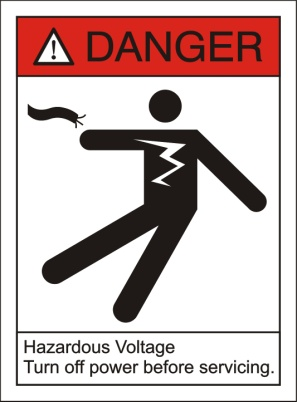 DANGER
Hazardous Voltage
Turn off power before servicing.